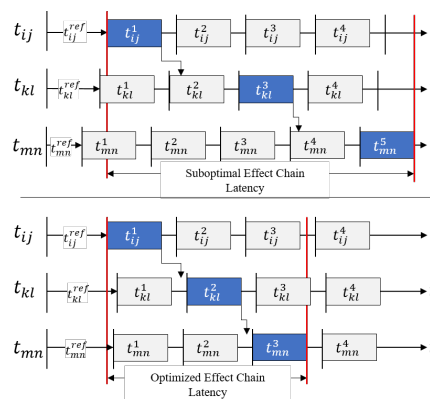 t_ij t_ij^ref t_ij^1 t_ij^2 t_ij^3 t_ij^4
t_kl t_kl^ref t_kl^1 t_kl^2 t_kl^3 t_kl^4
t_mn t_mn^ref t_mn^1 t_mn^2 t_mn^3 t_mn^4 t_mn^5
Suboptimal Effect Chain
Latency
t_ij t_ij^ref t_ij^1 t_ij^2 t_ij^3 t_ij^4
t_kl t_kl^ref t_kl^1 t_kl^2 t_kl^3 t_kl^4
t_mn t_mn^ref t_mn^1 t_mn^2 t_mn^3 t_mn^4
Optimized Effect Chain
Latency